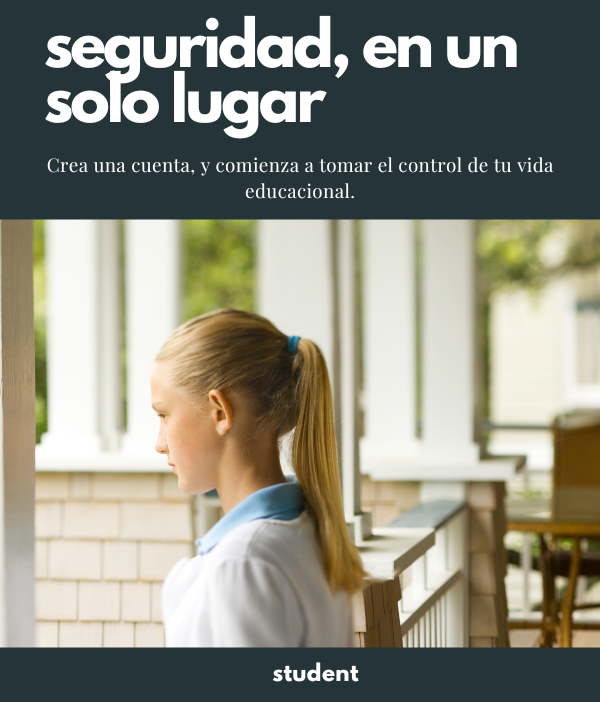 seguridad, en un
solo lugar
Crea una cuenta, y comienza a tomar el control de tu vida
educacional.
student